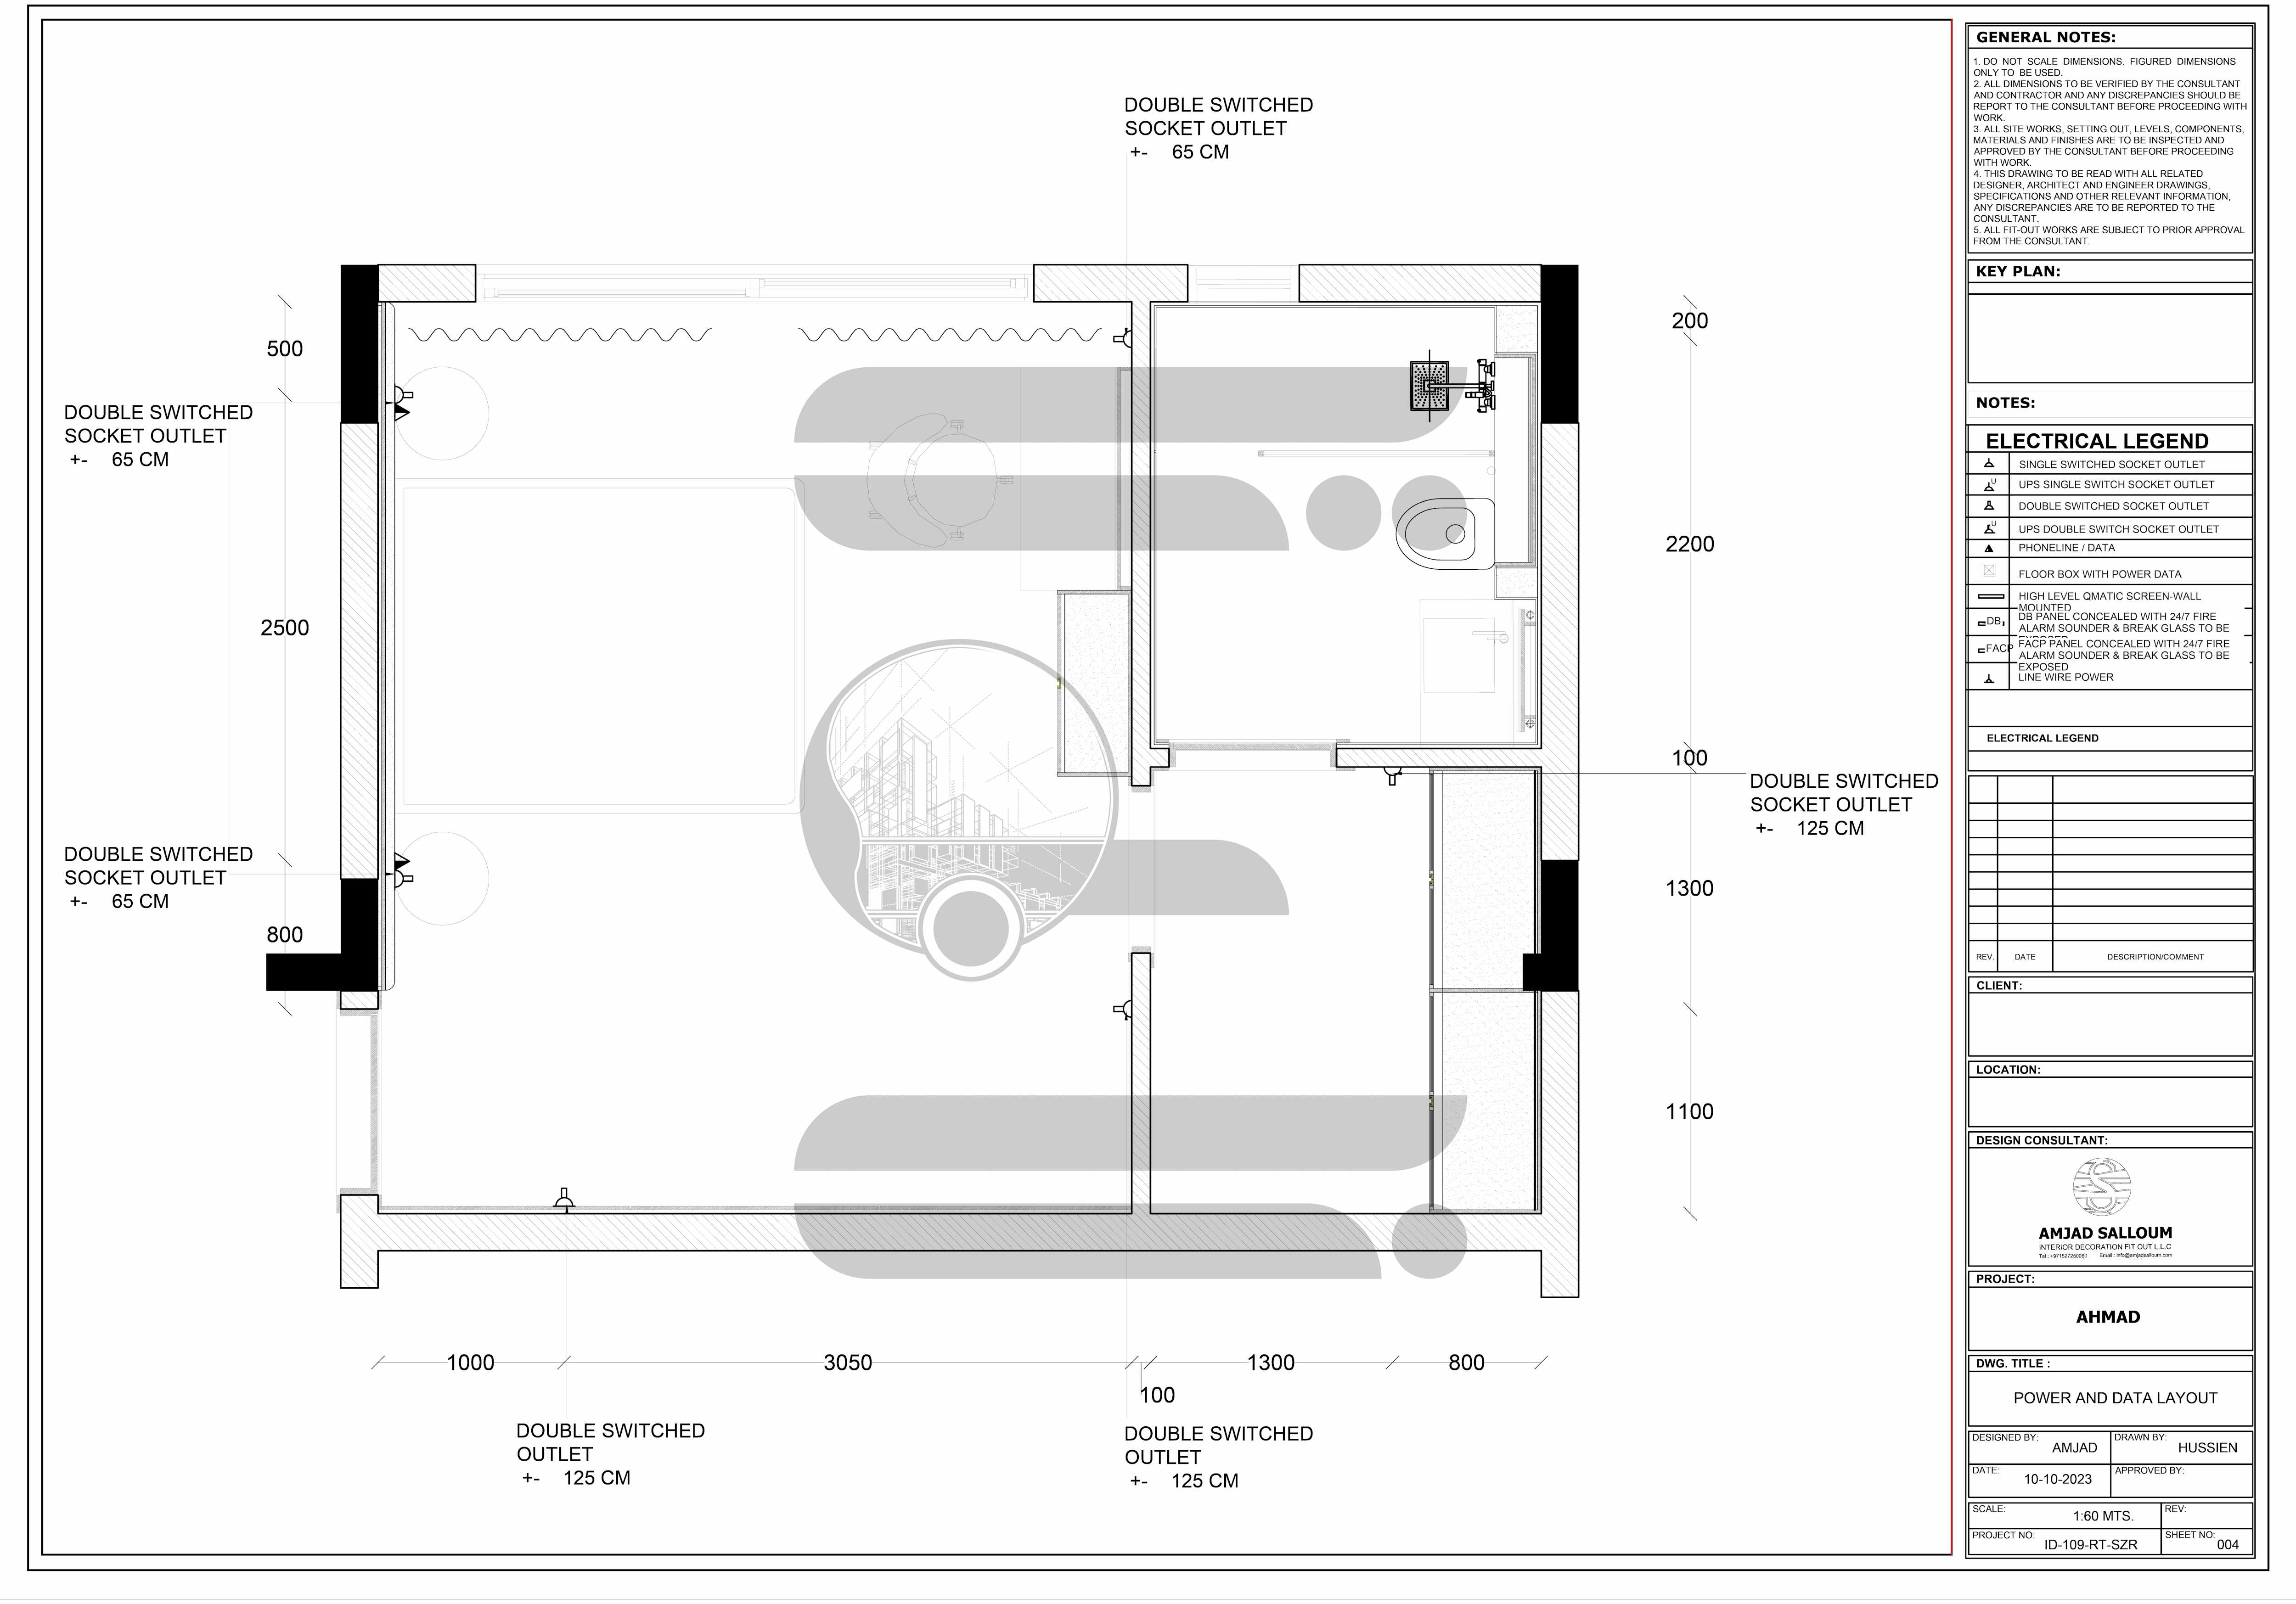 DOUBLE SWITCHED
SOCKET OUTLET
+- 65 CM
500
DOUBLE SWITCHED
SOCKET OUTLET
+- 65 CM
2500
DOUBLE SWITCHED
SOCKET OUTLET
+- 65 CM
800
200
2200
100
DOUBLE SWITCHED
SOCKET OUTLET
+- 125 CM
1300
1100
1000
3050
1300
800
100
DOUBLE SWITCHED
OUTLET
+- 125 CM
DOUBLE SWITCHED
OUTLET
+- 125 CM
GENERAL NOTES:
1. DO NOT SCALE DIMENSIONS. FIGURED DIMENSIONS
ONLY TO BE USED.
2. ALL DIMENSIONS TO BE VERIFIED BY THE CONSULTANT
AND CONTRACTOR AND ANY DISCREPANCIES SHOULD BE
REPORT TO THE CONSULTANT BEFORE PROCEEDING WITH
WORK.
3. ALL SITE WORKS, SETTING OUT, LEVELS, COMPONENTS,
MATERIALS AND FINISHES ARE TO BE INSPECTED AND
APPROVED BY THE CONSULTANT BEFORE PROCEEDING
WITH WORK.
4. THIS DRAWING TO BE READ WITH ALL RELATED
DESIGNER, ARCHITECT AND ENGINEER DRAWINGS,
SPECIFICATIONS AND OTHER RELEVANT INFORMATION,
ANY DISCREPANCIES ARE TO BE REPORTED TO THE
CONSULTANT.
5. ALL FIT-OUT WORKS ARE SUBJECT TO PRIOR APPROVAL
FROM THE CONSULTANT.
KEY PLAN:
NOTES:
ELECTRICAL LEGEND
SINGLE SWITCHED SOCKET OUTLET
U UPS SINGLE SWITCH SOCKET OUTLET
DOUBLE SWITCHED SOCKET OUTLET
U UPS DOUBLE SWITCH SOCKET OUTLET
PHONELINE / DATA
FLOOR BOX WITH POWER DATA
HIGH LEVEL QMATIC SCREEN-WALL
MOUNTED
DB DB PANEL CONCEALED WITH 24/7 FIRE
ALARM SOUNDER & BREAK GLASS TO BE
EXPOSED
FACP FACP PANEL CONCEALED WITH 24/7 FIRE
ALARM SOUNDER & BREAK GLASS TO BE
EXPOSED
LINE WIRE POWER
ELECTRICAL LEGEND
REV. DATE DESCRIPTION/COMMENT
CLIENT:
LOCATION:
DESIGN CONSULTANT:
AMJAD SALLOUM
INTERIOR DECORATION FIT OUT L.L.C
Tel : +971527250060 Email : info@amjadsalloum.com
PROJECT:
AHMAD
DWG. TITLE :
POWER AND DATA LAYOUT
DESIGNED BY: AMJAD DRAWN BY: HUSSIEN
DATE: 10-10-2023 APPROVED BY:
SCALE: 1:60 MTS. REV:
PROJECT NO: ID-109-RT-SZR SHEET NO: 004